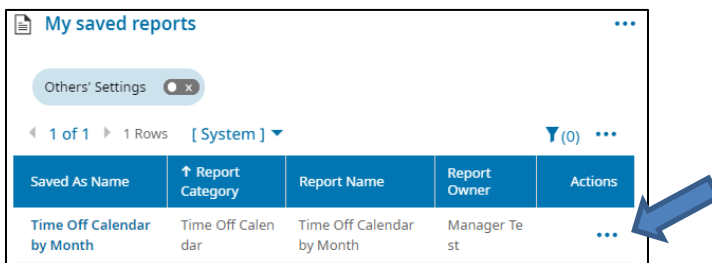 My saved reports •••
Others' Settings x
1 of 1 1 Rows [ System ] (0) •••
Saved As Name ↑ Report Category Report Name Report Owner Actions
Time Off Calendar Time Off Calen Time Off Calendar Manager Te •••
by Month dar by Month st